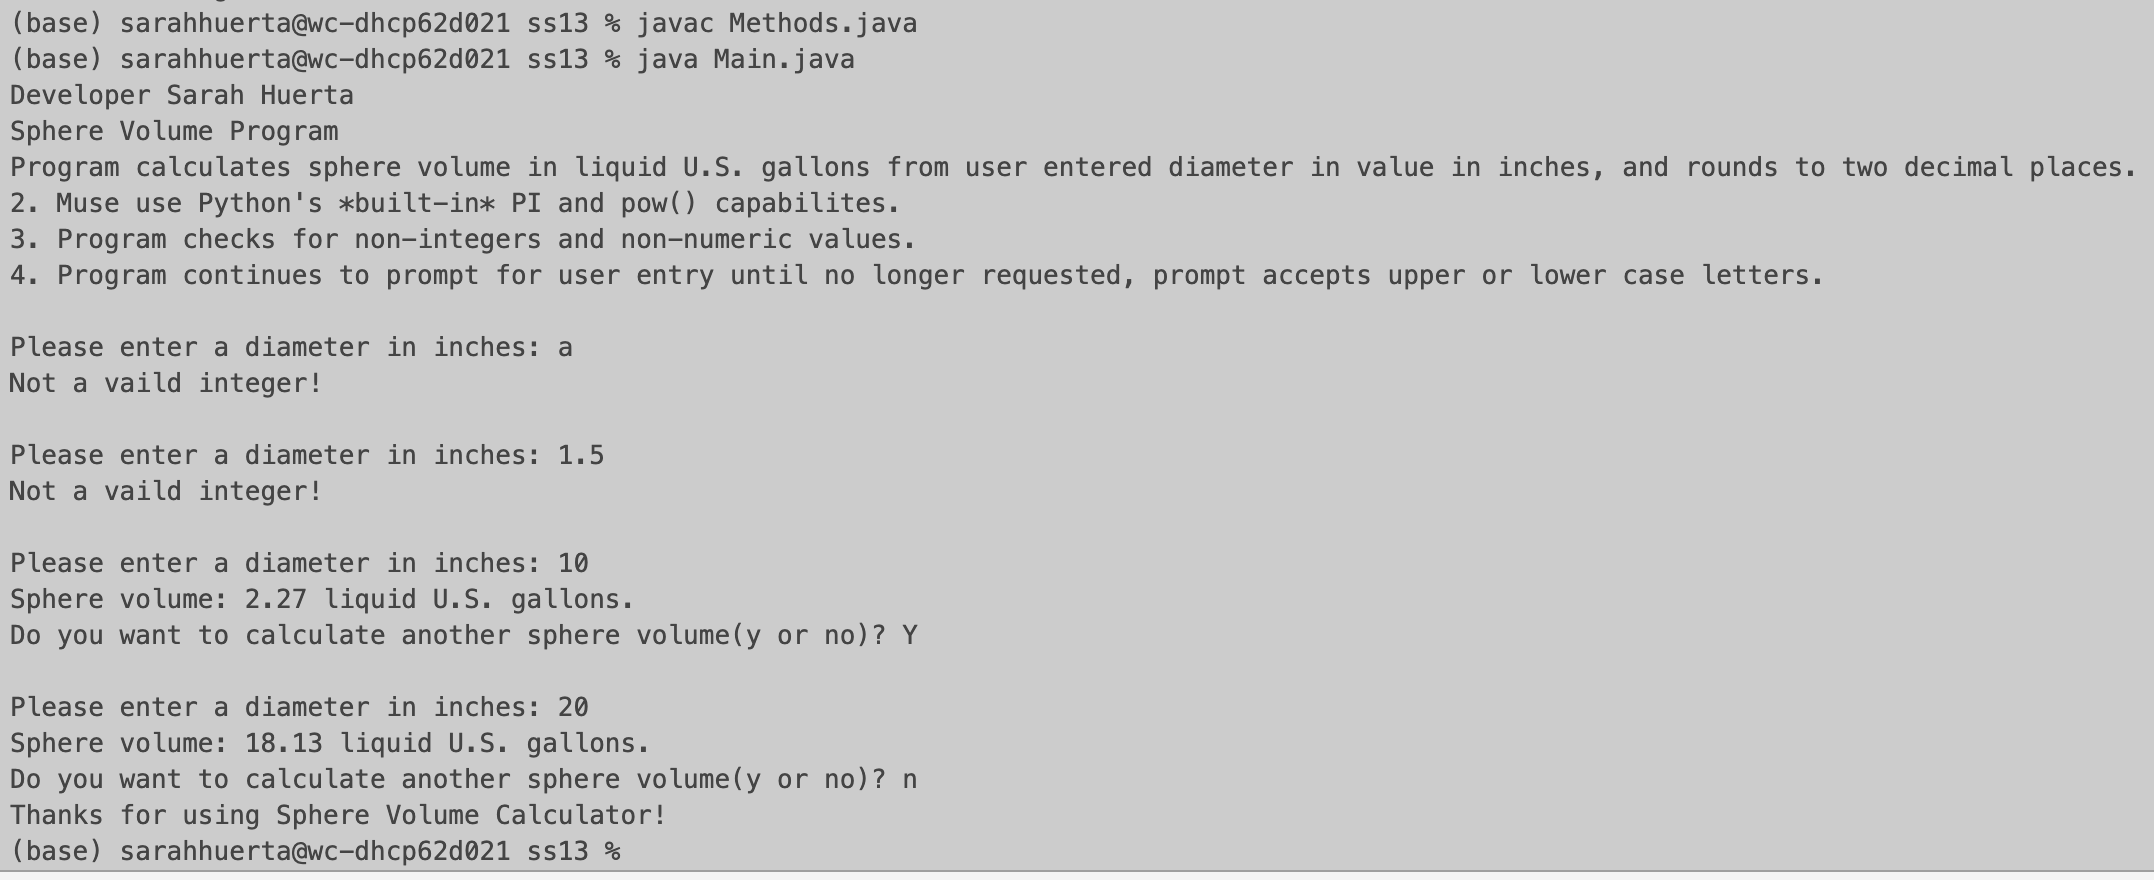 (base) sarahhuerta@wc-dhcp62d021 ss13 % javac Methods.java
(base) sarahhuerta@wc-dhcp62d021 ss13 % java Main.java
Developer Sarah Huerta
Sphere Volume Program
Program calculates sphere volume in liquid U.S. gallons from user entered diameter in value in inches, and rounds to two decimal places.
2. Muse use Python's *built-in* PI and pow() capabilites.
3. Program checks for non-integers and non-numeric values.
4. Program continues to prompt for user entry until no longer requested, prompt accepts upper or lower case letters.
Please enter a diameter in inches: a
Not a vaild integer!
Please enter a diameter in inches: 1.5
Not a vaild integer!
Please enter a diameter in inches: 10
Sphere volume: 2.27 liquid U.S. gallons.
Do you want to calculate another sphere volume(y or no)? Y
Please enter a diameter in inches: 20
Sphere volume: 18.13 liquid U.S. gallons.
Do you want to calculate another sphere volume(y or no)? n
Thanks for using Sphere Volume Calculator!
(base) sarahhuerta@wc-dhcp62d021 ss13 %